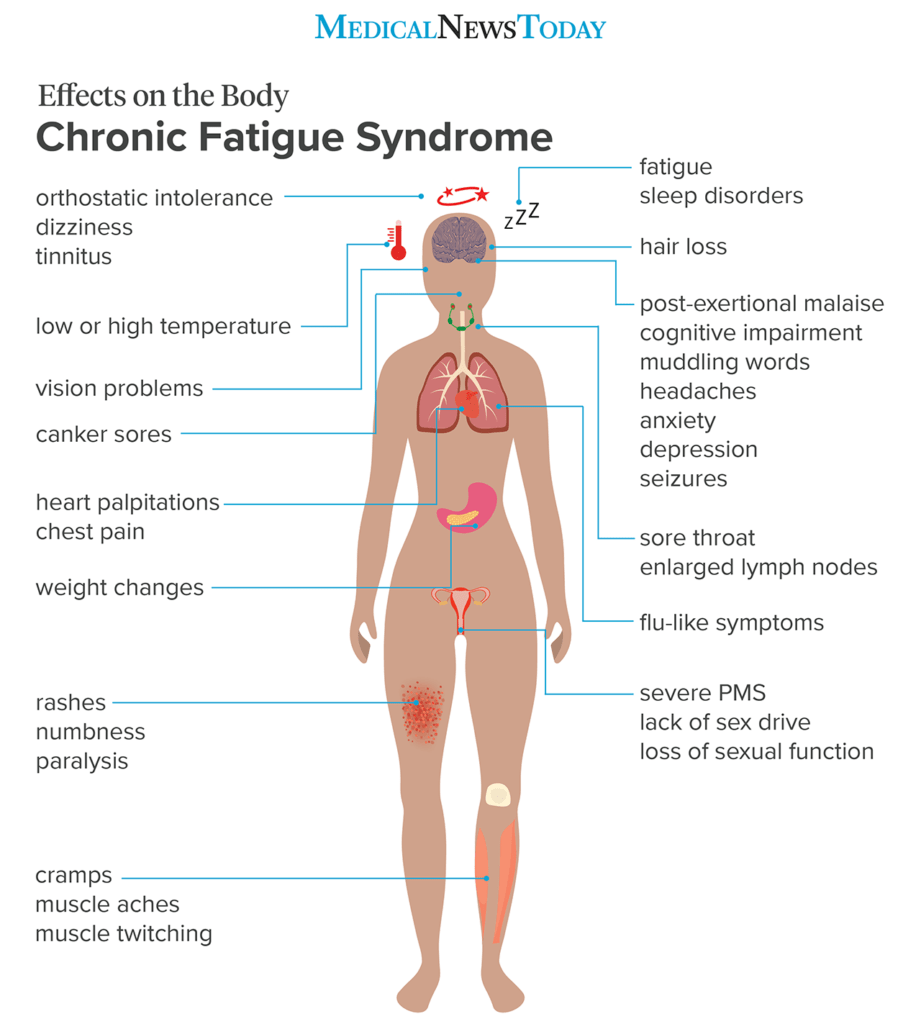 MEDICALNEWSTODAY
Effects on the Body
Chronic Fatigue Syndrome
orthostatic intolerance
dizziness
tinnitus
low or high temperature
vision problems
canker sores
heart palpitations
chest pain
weight changes
rashes
numbness
paralysis
cramps
muscle aches
muscle twitching
zZZ
fatigue
sleep disorders
hair loss
post-exertional malaise
cognitive impairment
muddling words
headaches
anxiety
depression
seizures
sore throat
enlarged lymph nodes
flu-like symptoms
severe PMS
lack of sex drive
loss of sexual function